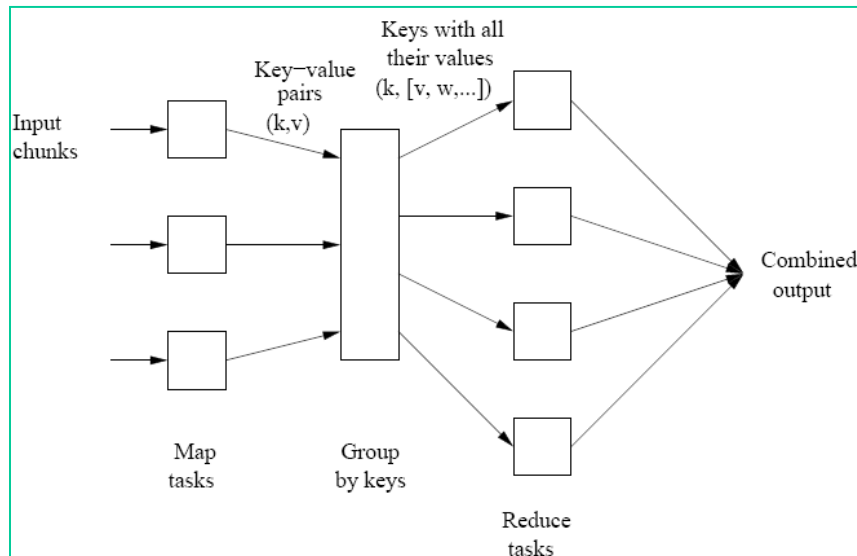 Input
chunks
Key−value
pairs
(k,v)
Keys with all
their values
(k, [v, w,...])
Combined
output
Map
tasks
Group
by keys
Reduce
tasks